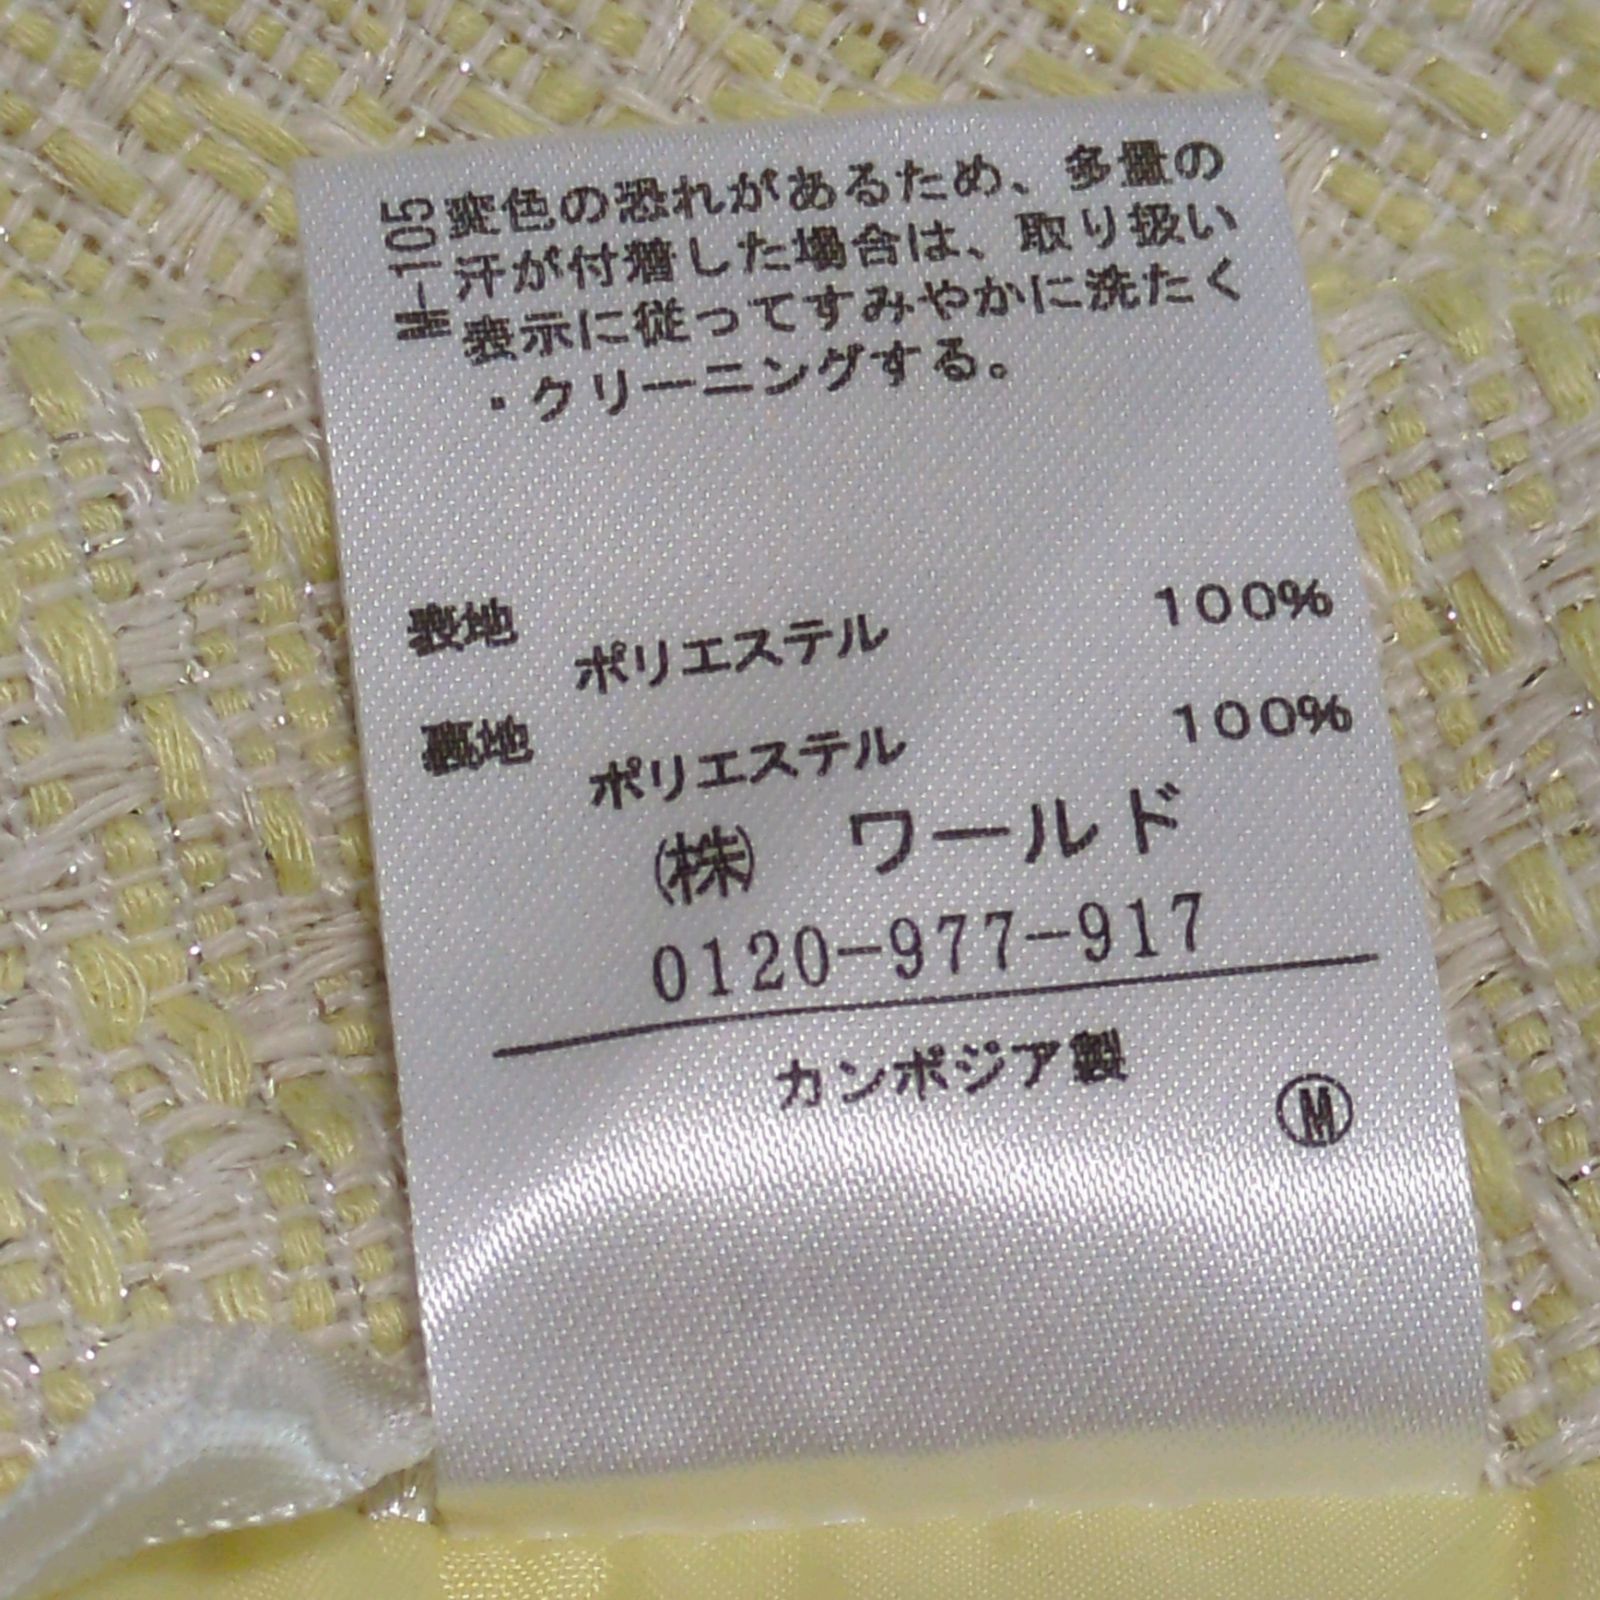 M-105
変色の恐れがあるため、多量の
汗が付着した場合は、取り扱い
表示に従ってすみやかに洗たく
・クリーニングする。
表地
ポリエステル 100%
裏地
ポリエステル 100%
㈱ ワールド
0120-977-917
カンボジア製
Ⓜ